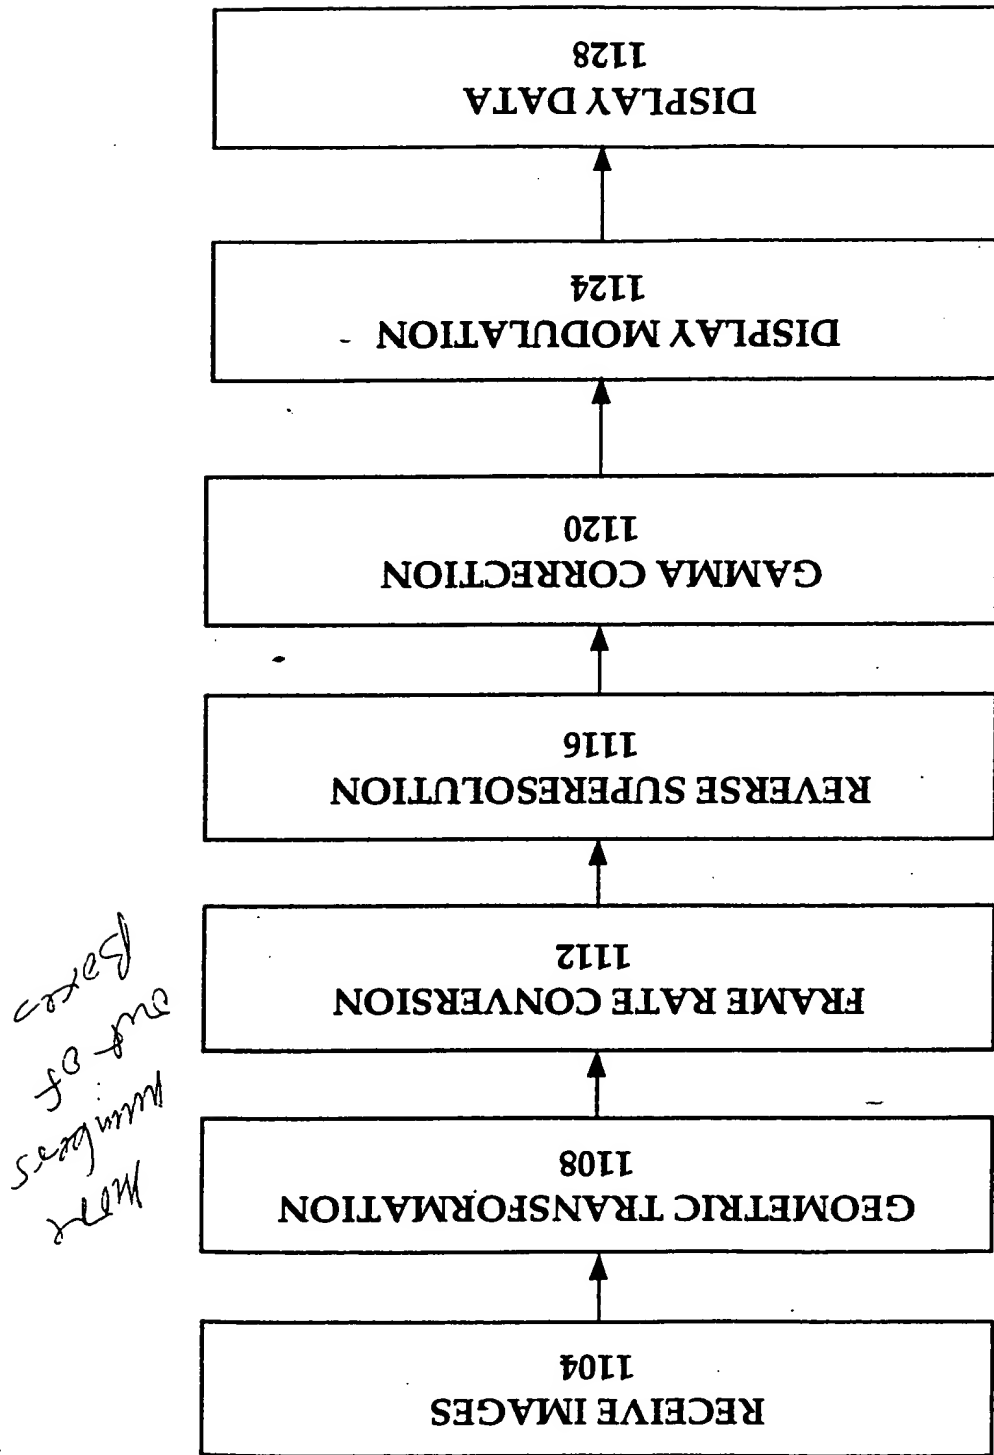 RECEIVE IMAGES
1104
GEOMETRIC TRANSFORMATION
1108
Move
numbers
out of
Boxes
FRAME RATE CONVERSION
1112
REVERSE SUPERESOLUTION
1116
GAMMA CORRECTION
1120
DISPLAY MODULATION
1124
DISPLAY DATA
1128